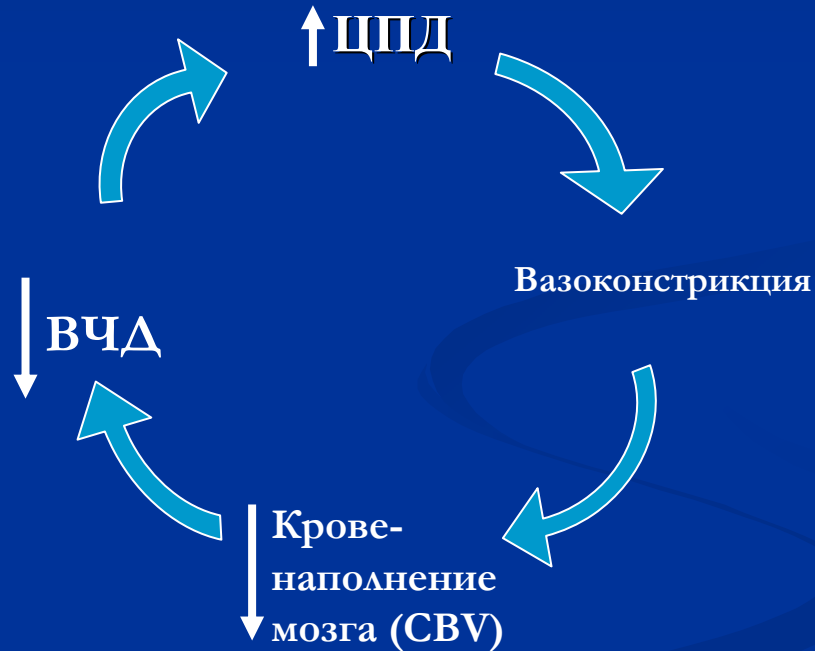 ЦПД
Вазоконстрикция
ВЧД
Крове-
наполнение
мозга (CBV)